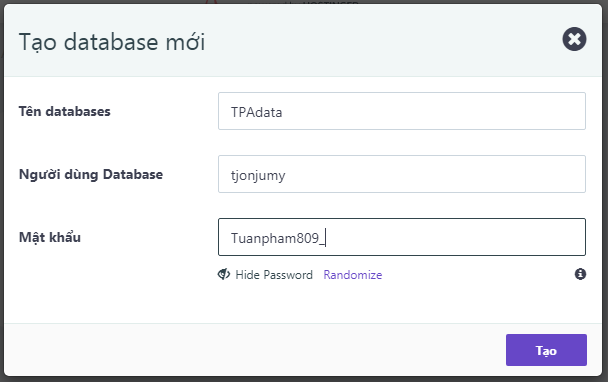 Tạo database mới
Tên databases
TPAdata
Người dùng Database
tjonjumy
Mật khẩu
Tuanpham809_
Hide Password Randomize
Tạo